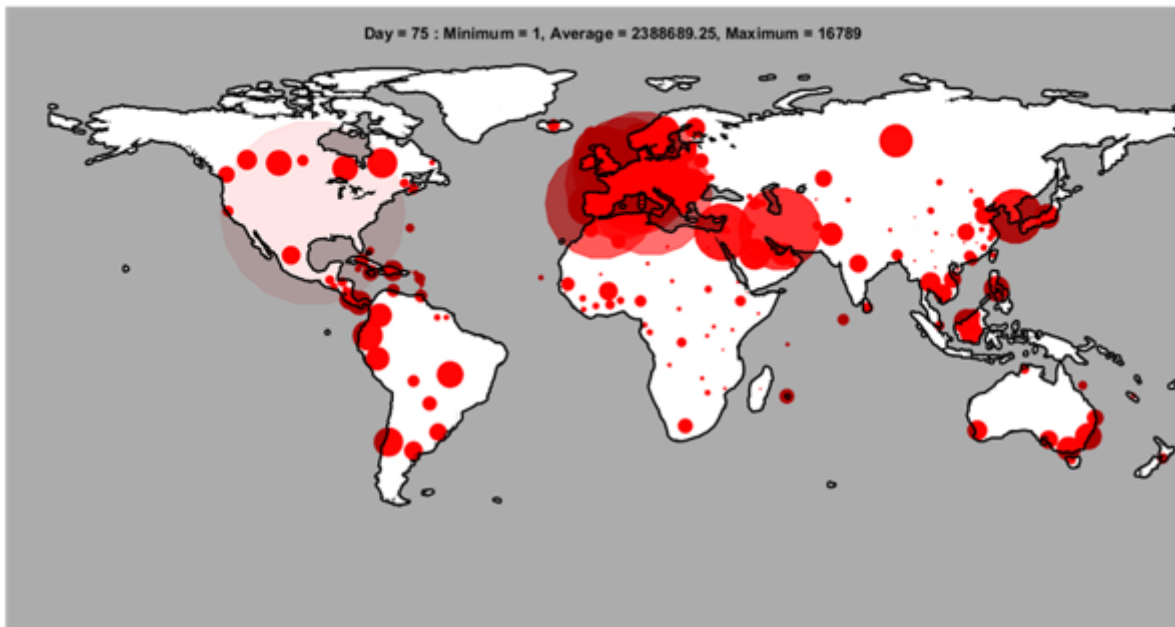 Day = 75 : Minimum = 1, Average = 2388689.25, Maximum = 16789